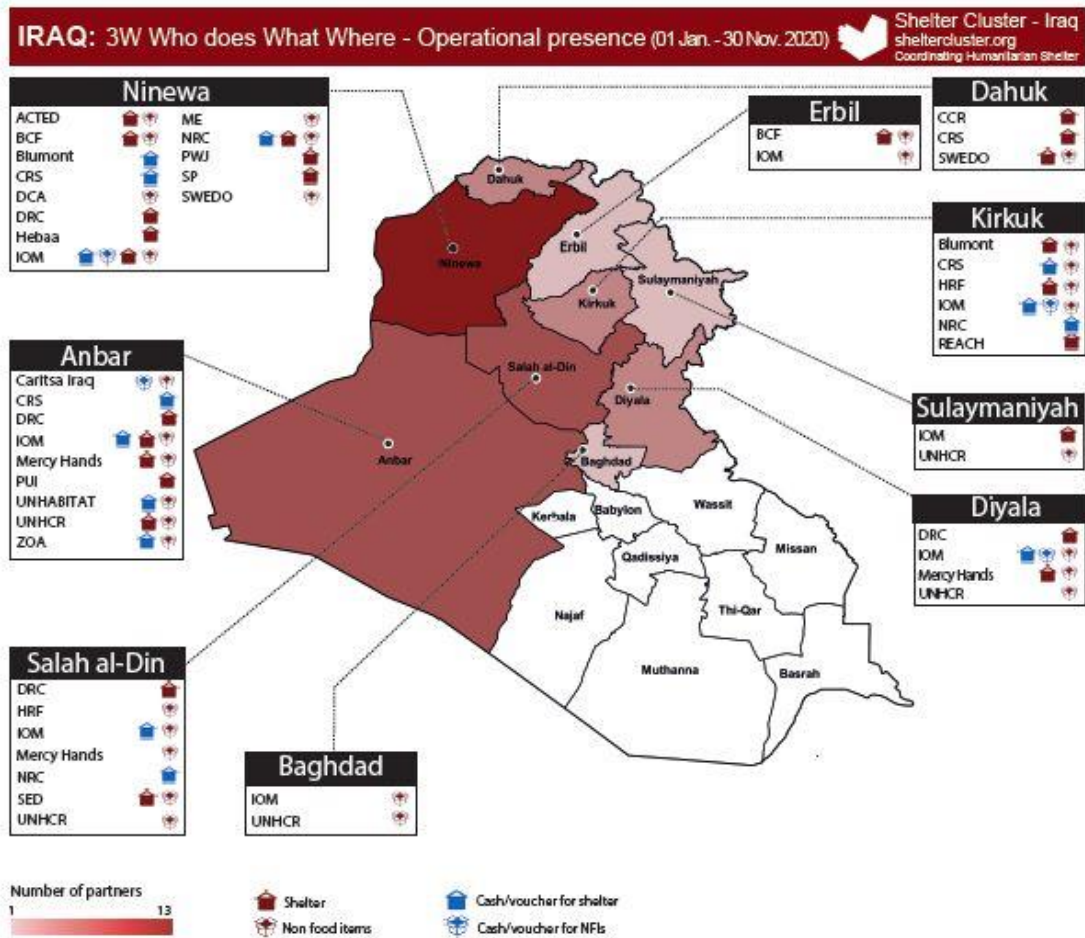 IRAQ: 3W Who does What Where - Operational presence (01 Jan. - 30 Nov. 2020)
Shelter Cluster - Iraq
sheltercluster.org
Coordinating Humanitarian Shelter
Ninewa
ACTED
BCF
Blumont
CRS
DCA
DRC
Hebaa
IOM
ME
NRC
PWJ
SP
SWEDO
Erbil
BCF
IOM
Dahuk
CCR
CRS
SWEDO
Kirkuk
Blumont
CRS
HRF
IOM
NRC
REACH
Anbar
Caritsa Iraq
CRS
DRC
IOM
Mercy Hands
PUI
UNHABITAT
UNHCR
ZOA
Sulaymaniyah
IOM
UNHCR
Diyala
DRC
IOM
Mercy Hands
UNHCR
Salah al-Din
DRC
HRF
IOM
Mercy Hands
NRC
SED
UNHCR
Baghdad
IOM
UNHCR
Dahuk
Ninewa
Erbil
Kirkuk
Sulaymaniyah
Salah al-Din
Diyala
Anbar
Baghdad
Kerbala
Babylon
Wassit
Qadissiya
Missan
Najaf
Thi-Qar
Muthanna
Basrah
Number of partners
1 13
Shelter
Non food items
Cash/voucher for shelter
Cash/voucher for NFIs